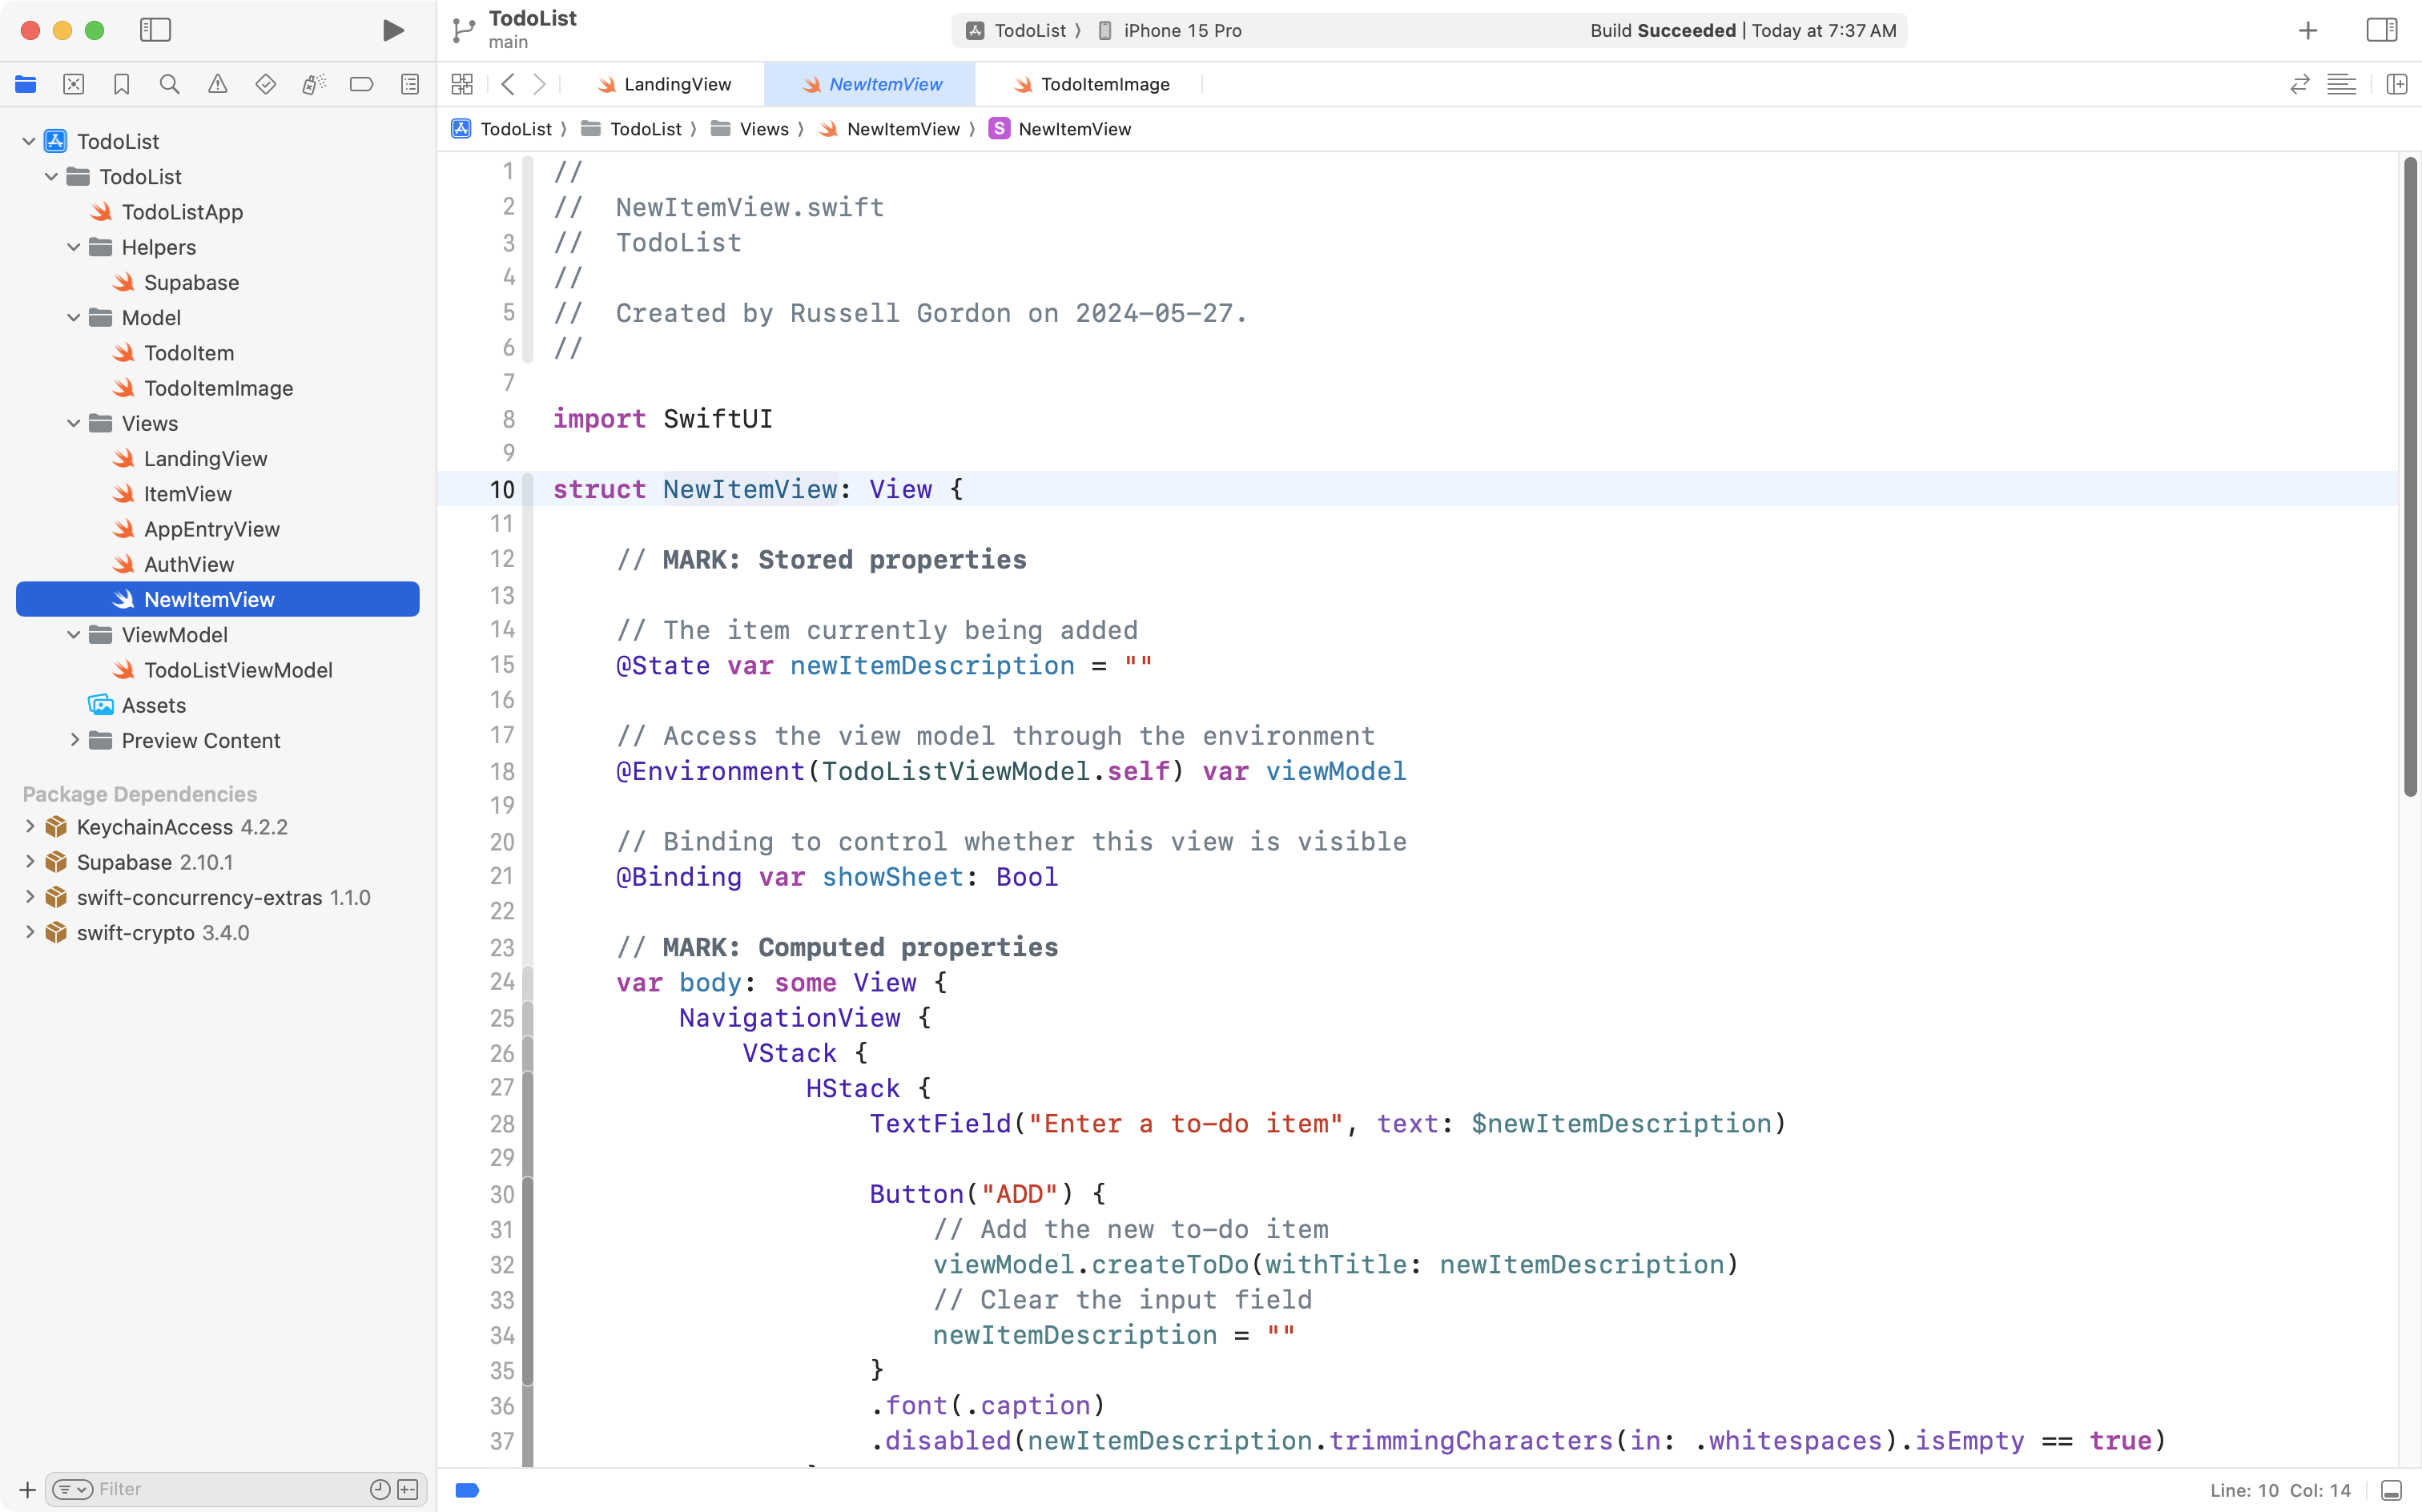 TodoList
main
TodoList 〉 iPhone 15 Pro
Build Succeeded | Today at 7:37 AM
LandingView
NewItemView
TodoItemImage
TodoList 〉 TodoList 〉 Views 〉 NewItemView 〉 S NewItemView
TodoList
TodoList
TodoListApp
Helpers
Supabase
Model
TodoItem
TodoItemImage
Views
LandingView
ItemView
AppEntryView
AuthView
NewItemView
ViewModel
TodoListViewModel
Assets
Preview Content
Package Dependencies
KeychainAccess 4.2.2
Supabase 2.10.1
swift-concurrency-extras 1.1.0
swift-crypto 3.4.0
Filter
1 //
2 //  NewItemView.swift
3 //  TodoList
4 //
5 //  Created by Russell Gordon on 2024-05-27.
6 //
7
8 import SwiftUI
9
10 struct NewItemView: View {
11
12     // MARK: Stored properties
13
14     // The item currently being added
15     @State var newItemDescription = ""
16
17     // Access the view model through the environment
18     @Environment(TodoListViewModel.self) var viewModel
19
20     // Binding to control whether this view is visible
21     @Binding var showSheet: Bool
22
23     // MARK: Computed properties
24     var body: some View {
25         NavigationView {
26             VStack {
27                 HStack {
28                     TextField("Enter a to-do item", text: $newItemDescription)
29
30                     Button("ADD") {
31                         // Add the new to-do item
32                         viewModel.createToDo(withTitle: newItemDescription)
33                         // Clear the input field
34                         newItemDescription = ""
35                     }
36                     .font(.caption)
37                     .disabled(newItemDescription.trimmingCharacters(in: .whitespaces).isEmpty == true)
Line: 10 Col: 14